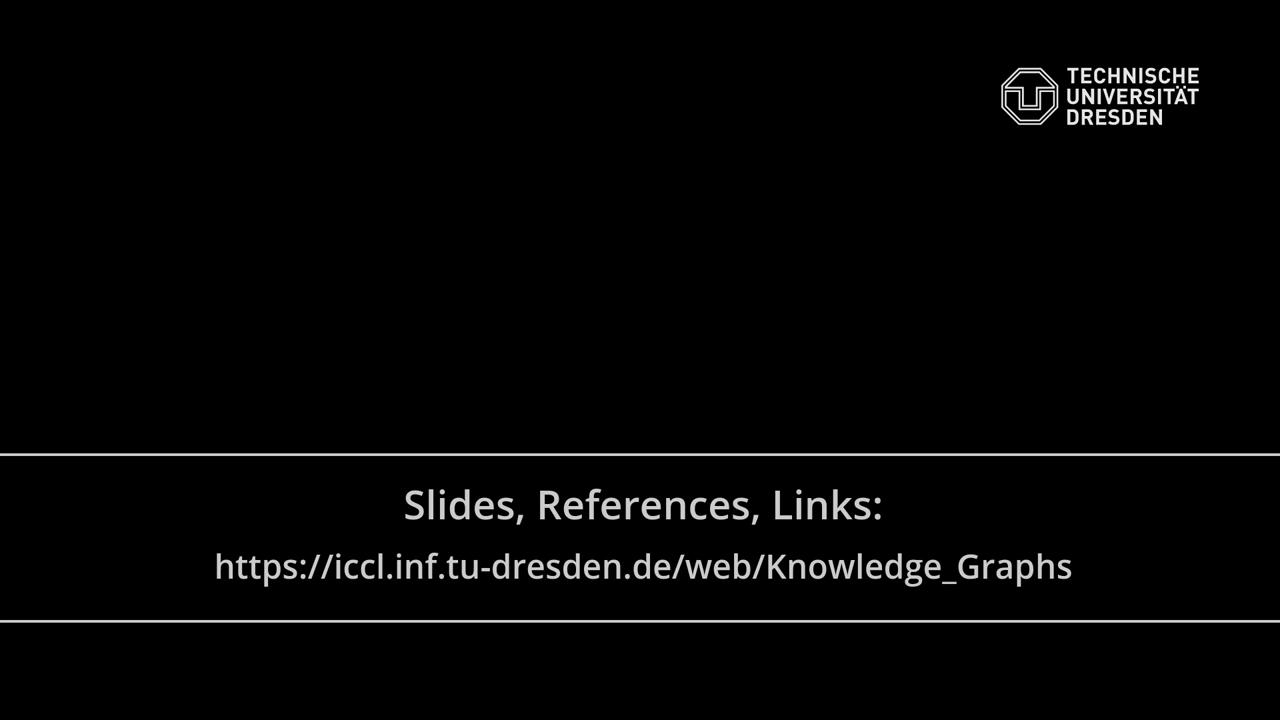 TECHNISCHE
UNIVERSITÄT
DRESDEN
Slides, References, Links:
https://iccl.inf.tu-dresden.de/web/Knowledge_Graphs